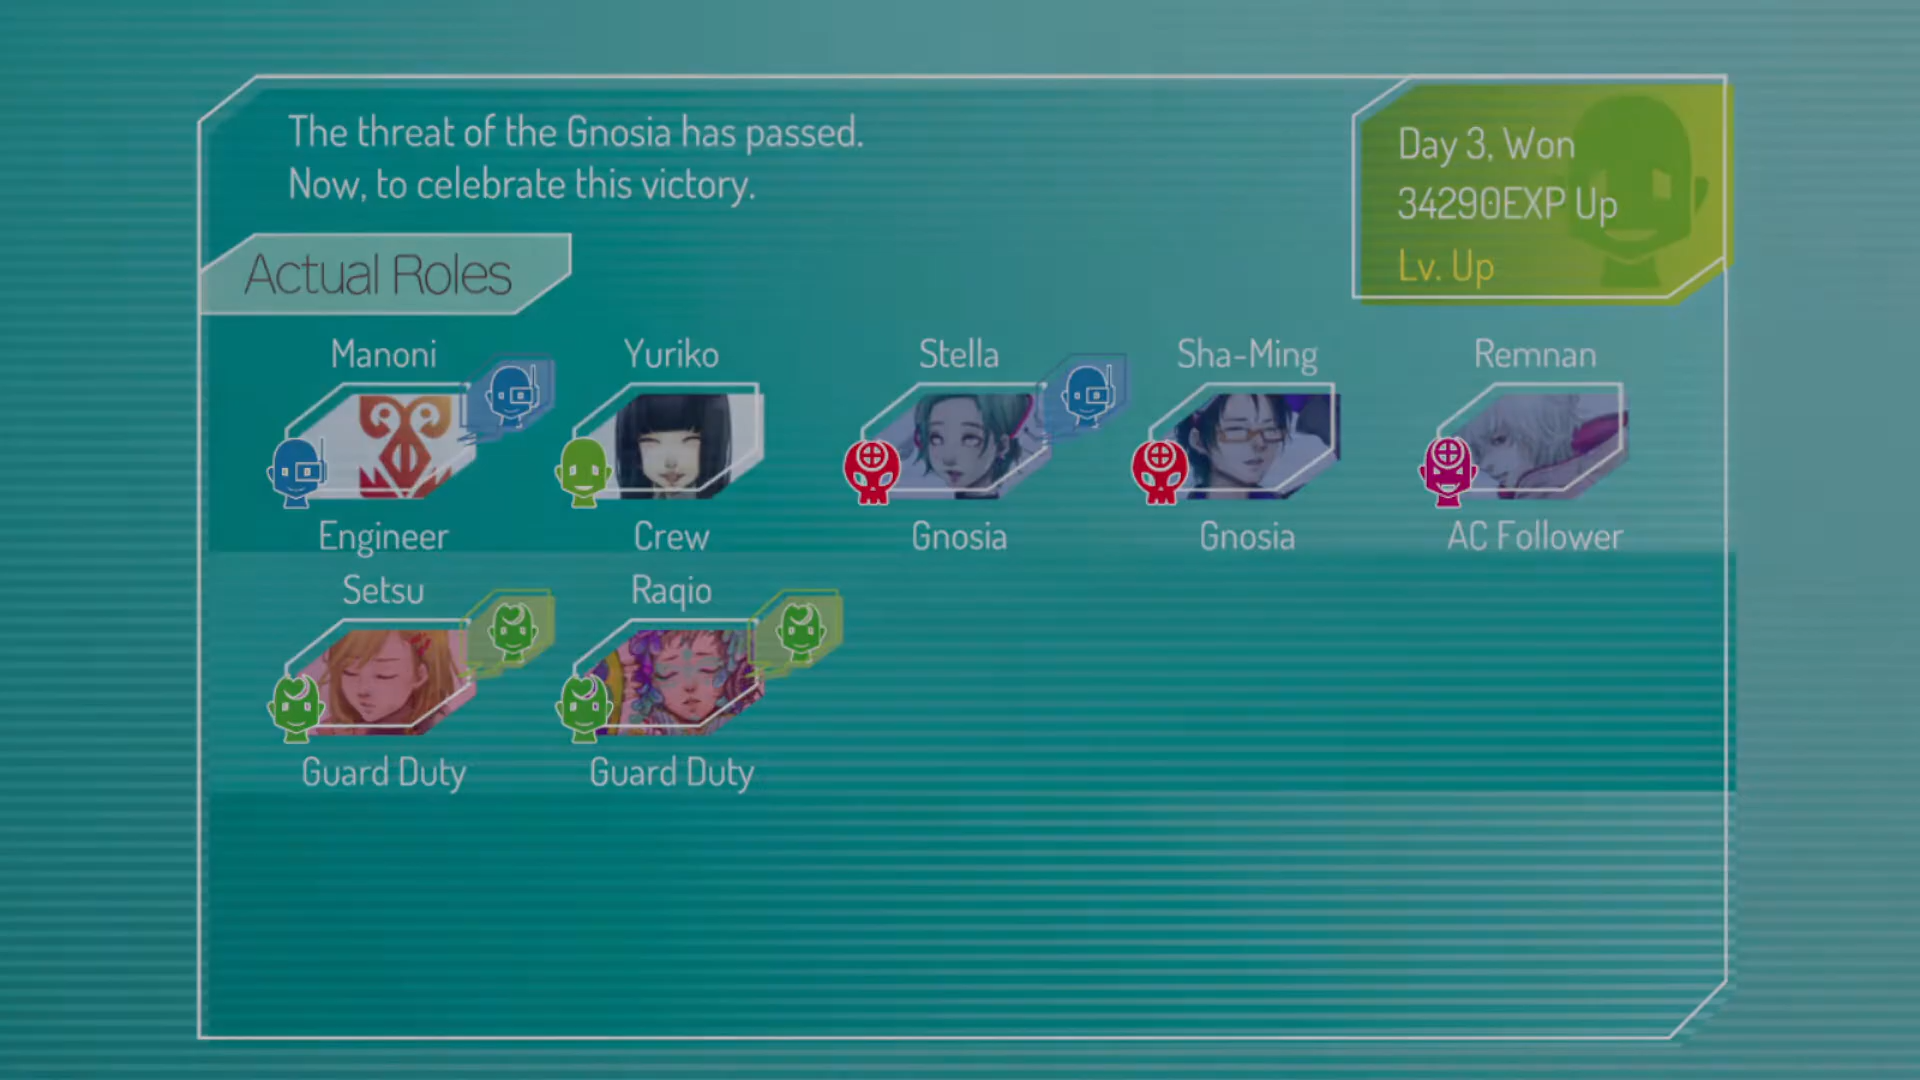 The threat of the Gnosia has passed.
Now, to celebrate this victory.
Day 3, Won
34290EXP Up
Lv. Up
Actual Roles
Manoni
Yuriko
Stella
Sha-Ming
Remnan
Engineer
Crew
Gnosia
Gnosia
AC Follower
Setsu
Raqio
Guard Duty
Guard Duty